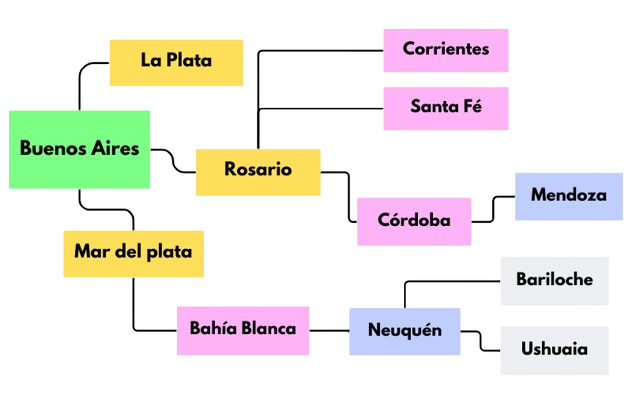 Corrientes
La Plata
Santa Fé
Buenos Aires
Rosario
Mendoza
Córdoba
Mar del plata
Bariloche
Bahía Blanca
Neuquén
Ushuaia